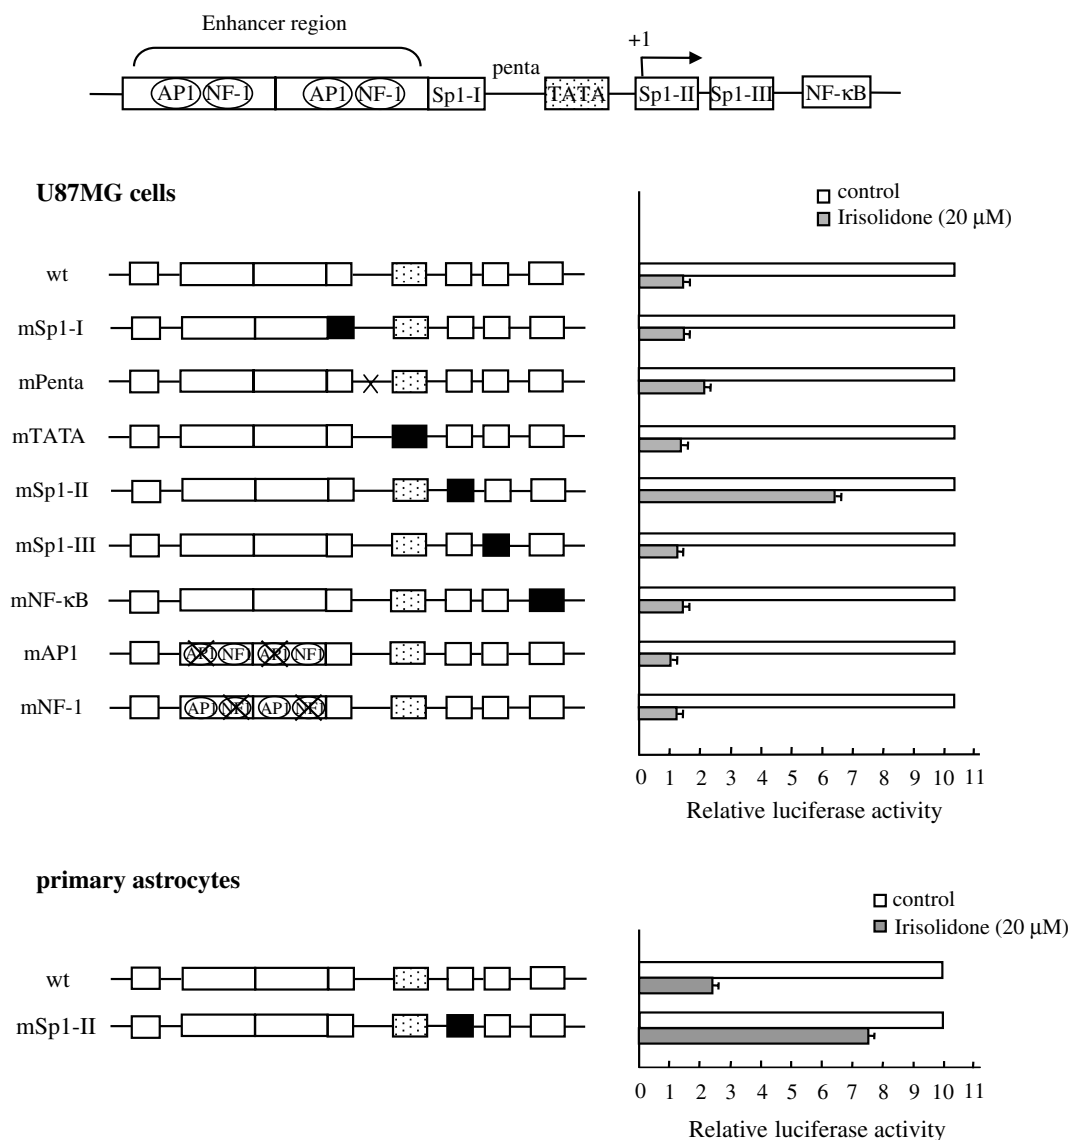 Enhancer region
+1
penta
AP1 NF-1 AP1 NF-1 Sp1-I TATA Sp1-II Sp1-III NF-κB
U87MG cells
control
Irisolidone (20 μM)
wt
mSp1-I
mPenta
mTATA
mSp1-II
mSp1-III
mNF-κB
mAP1 AP1 NF1 AP1 NF1
mNF-1 AP1 NF1 AP1 NF1
0 1 2 3 4 5 6 7 8 9 10 11
Relative luciferase activity
primary astrocytes
control
Irisolidone (20 μM)
wt
mSp1-II
0 1 2 3 4 5 6 7 8 9 10 11
Relative luciferase activity